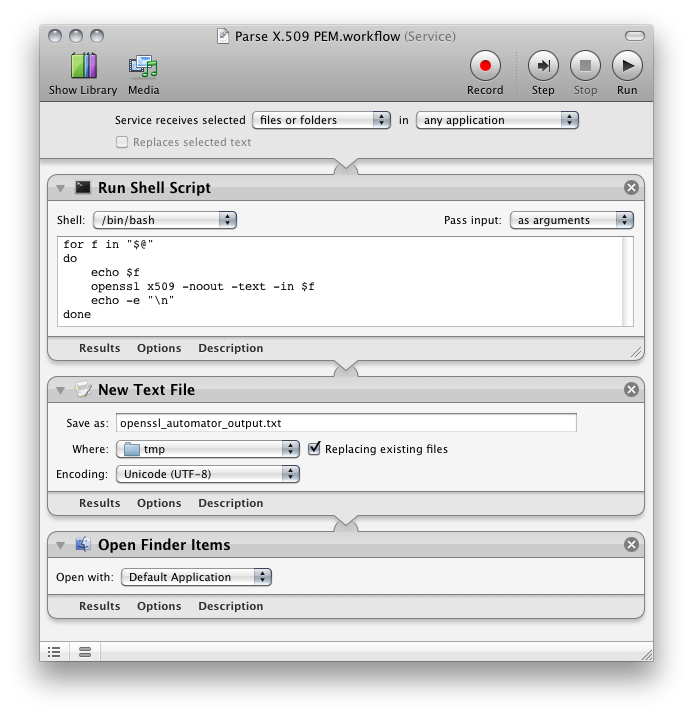 Parse X.509 PEM.workflow (Service)
Show Library Media Record Step Stop Run
Service receives selected files or folders in any application
Replaces selected text
Run Shell Script
Shell: /bin/bash Pass input: as arguments
for f in "$@"
do
    echo $f
    openssl x509 -noout -text -in $f
    echo -e "\n"
done
Results Options Description
New Text File
Save as: openssl_automator_output.txt
Where: tmp Replacing existing files
Encoding: Unicode (UTF-8)
Results Options Description
Open Finder Items
Open with: Default Application
Results Options Description